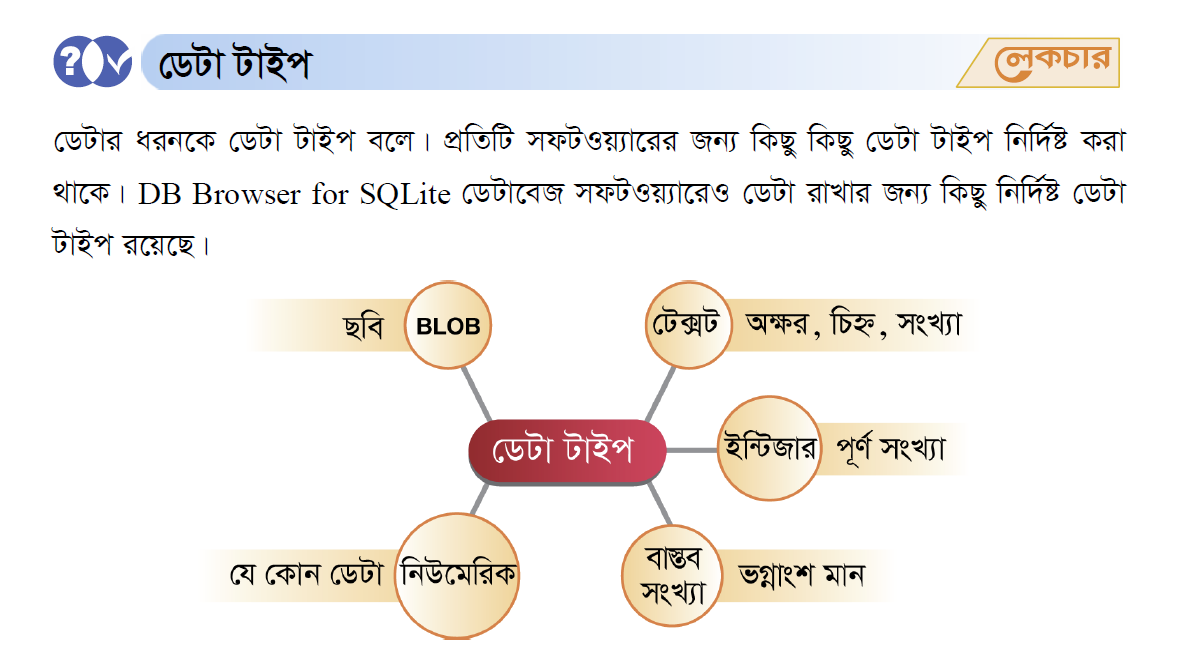 ডেটা টাইপ
লেকচার
ডেটার ধরনকে ডেটা টাইপ বলে। প্রতিটি সফটওয়্যারের জন্য কিছু কিছু ডেটা টাইপ নির্দিষ্ট করা
থাকে। DB Browser for SQLite ডেটাবেজ সফটওয়্যারেও ডেটা রাখার জন্য কিছু নির্দিষ্ট ডেটা
টাইপ রয়েছে।
ছবি BLOB
টেক্সট অক্ষর, চিহ্ন, সংখ্যা
ডেটা টাইপ
ইন্টিজার পূর্ণ সংখ্যা
যে কোন ডেটা নিউমেরিক
বাস্তব
সংখ্যা
ভগ্নাংশ মান